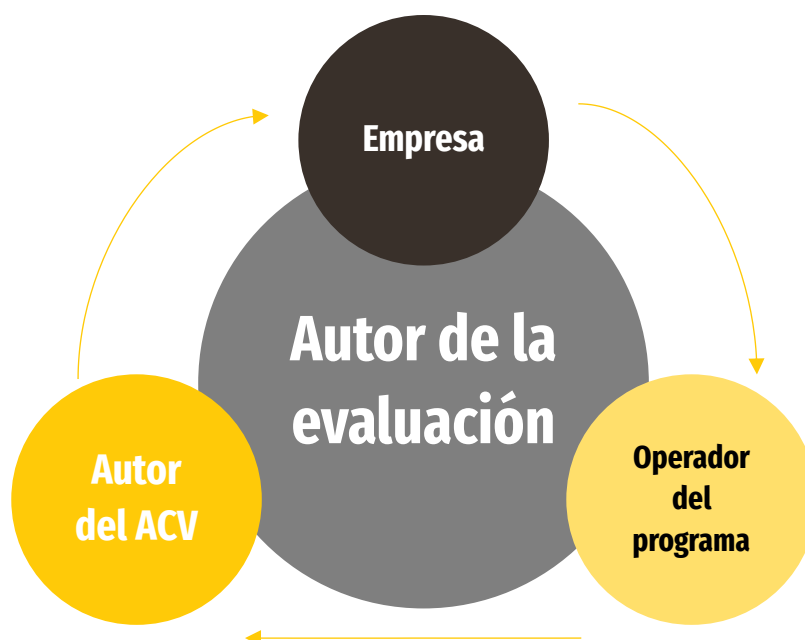 Empresa
Autor de la
evaluación
Autor
del ACV
Operador
del
programa